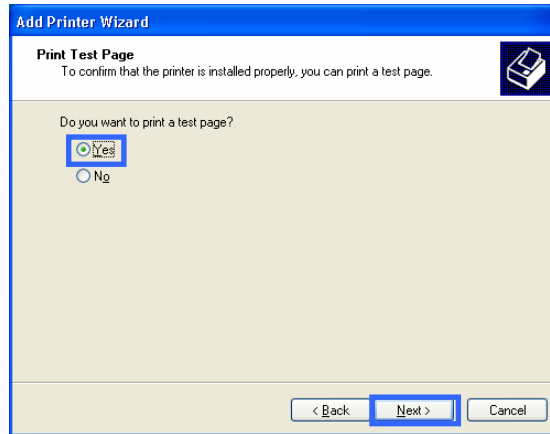 Add Printer Wizard
Print Test Page
To confirm that the printer is installed properly, you can print a test page.
Do you want to print a test page?
Yes
No
< Back Next > Cancel